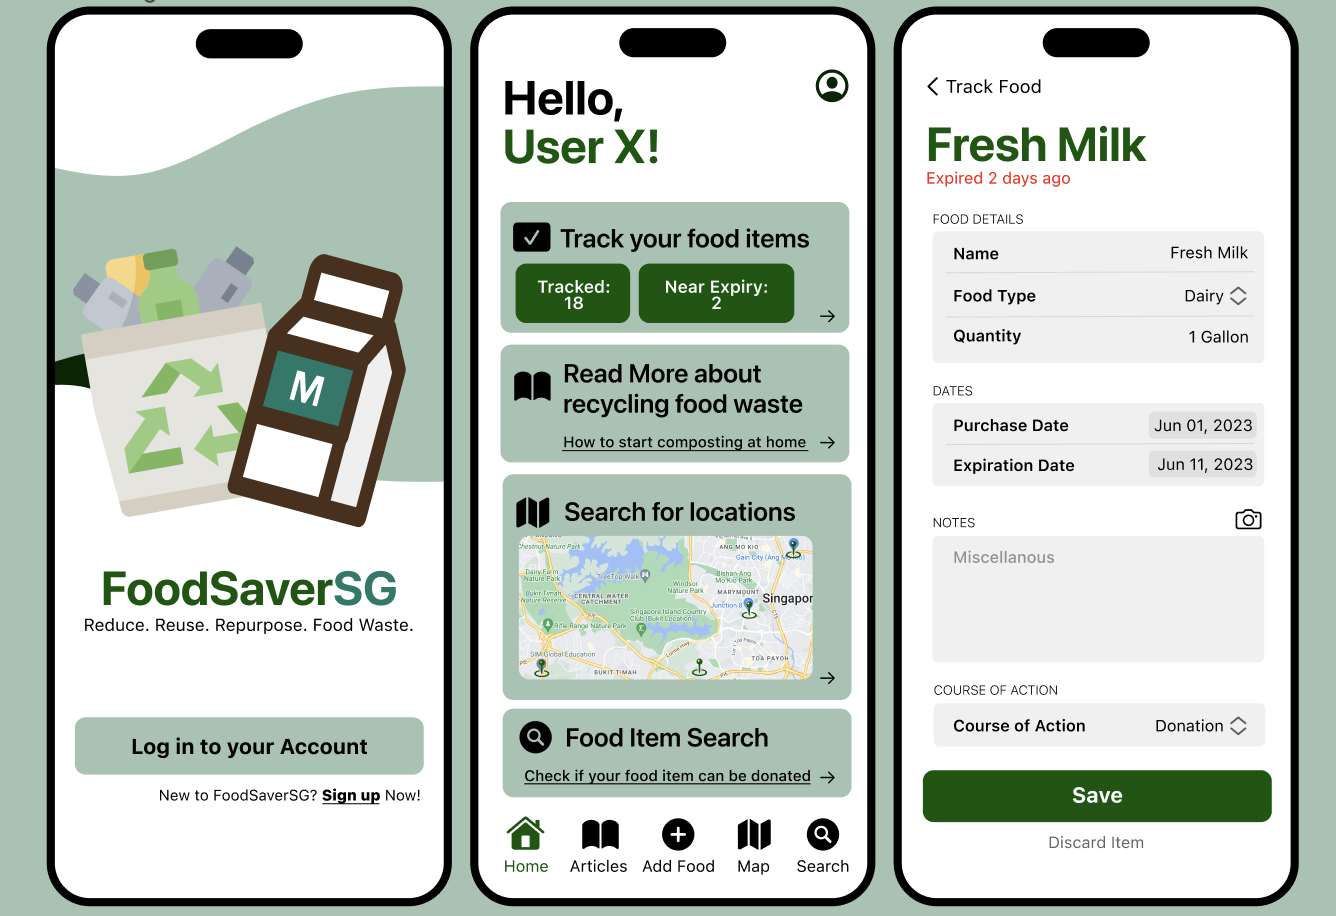 M
FoodSaverSG
Reduce. Reuse. Repurpose. Food Waste.
Log in to your Account
New to FoodSaverSG? Sign up Now!
Hello,
User X!
Track your food items
Tracked:
18
Near Expiry:
2
Read More about
recycling food waste
How to start composting at home
Search for locations
Chestnut Nature Park
ANG MO KIO
Gain City (Ang
Dairy Farm
Nature Park
TreeTop Walk
Bishan-Ang
Mo Kio Park
Windsor
Nature Park
Bukit Timah
Nature Reserve
CENTRAL WATER
CATCHMENT
MARYMOUNT
Junction 8
Singapor
Singapore Island Country
Club (Bukit Location)
Rifle Range Nature Park
SIM Global Education
BUKIT TIMAH
TOA PAYOH
Food Item Search
Check if your food item can be donated
Home
Articles
Add Food
Map
Search
Track Food
Fresh Milk
Expired 2 days ago
FOOD DETAILS
Name Fresh Milk
Food Type Dairy
Quantity 1 Gallon
DATES
Purchase Date Jun 01, 2023
Expiration Date Jun 11, 2023
NOTES
Miscellanous
COURSE OF ACTION
Course of Action Donation
Save
Discard Item